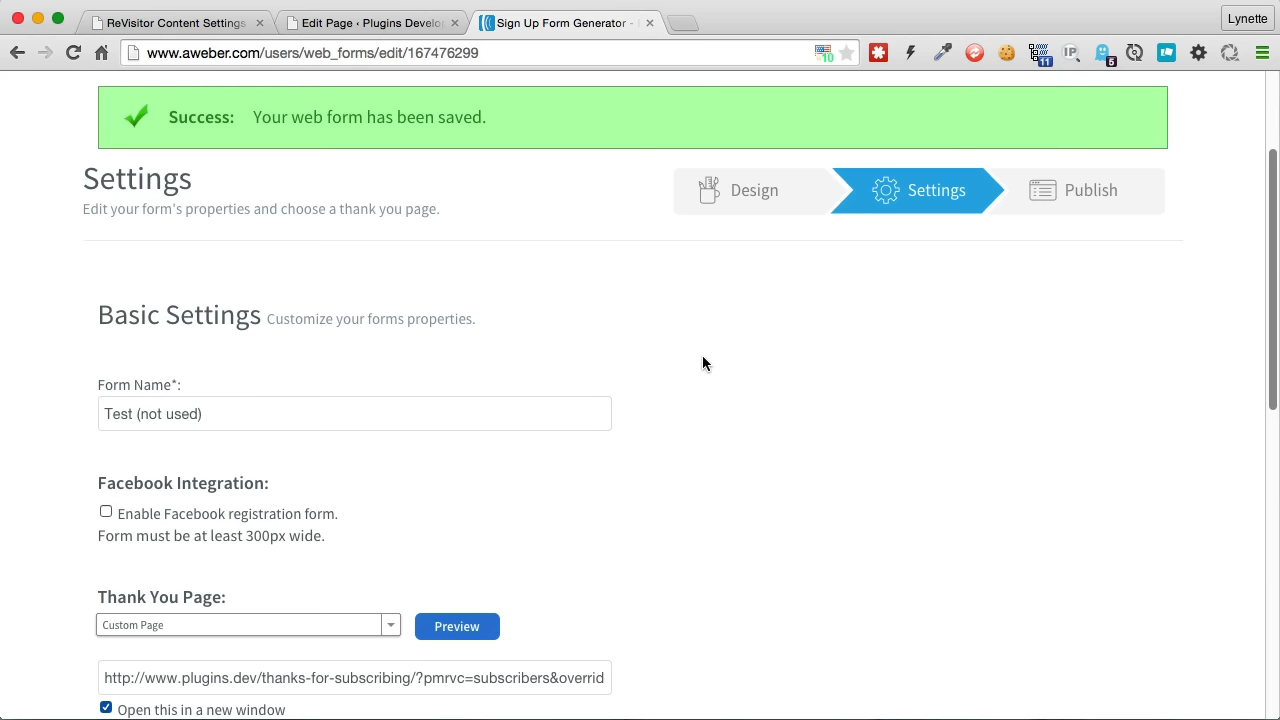 ReVisitor Content Settings
Edit Page ‹ Plugins Develo
Sign Up Form Generator -
Lynette
www.aweber.com/users/web_forms/edit/167476299
10
11
IP
5
Success: Your web form has been saved.
Settings
Edit your form's properties and choose a thank you page.
Design
Settings
Publish
Basic Settings Customize your forms properties.
Form Name*:
Test (not used)
Facebook Integration:
Enable Facebook registration form.
Form must be at least 300px wide.
Thank You Page:
Custom Page
Preview
http://www.plugins.dev/thanks-for-subscribing/?pmrvc=subscribers&overrid
Open this in a new window